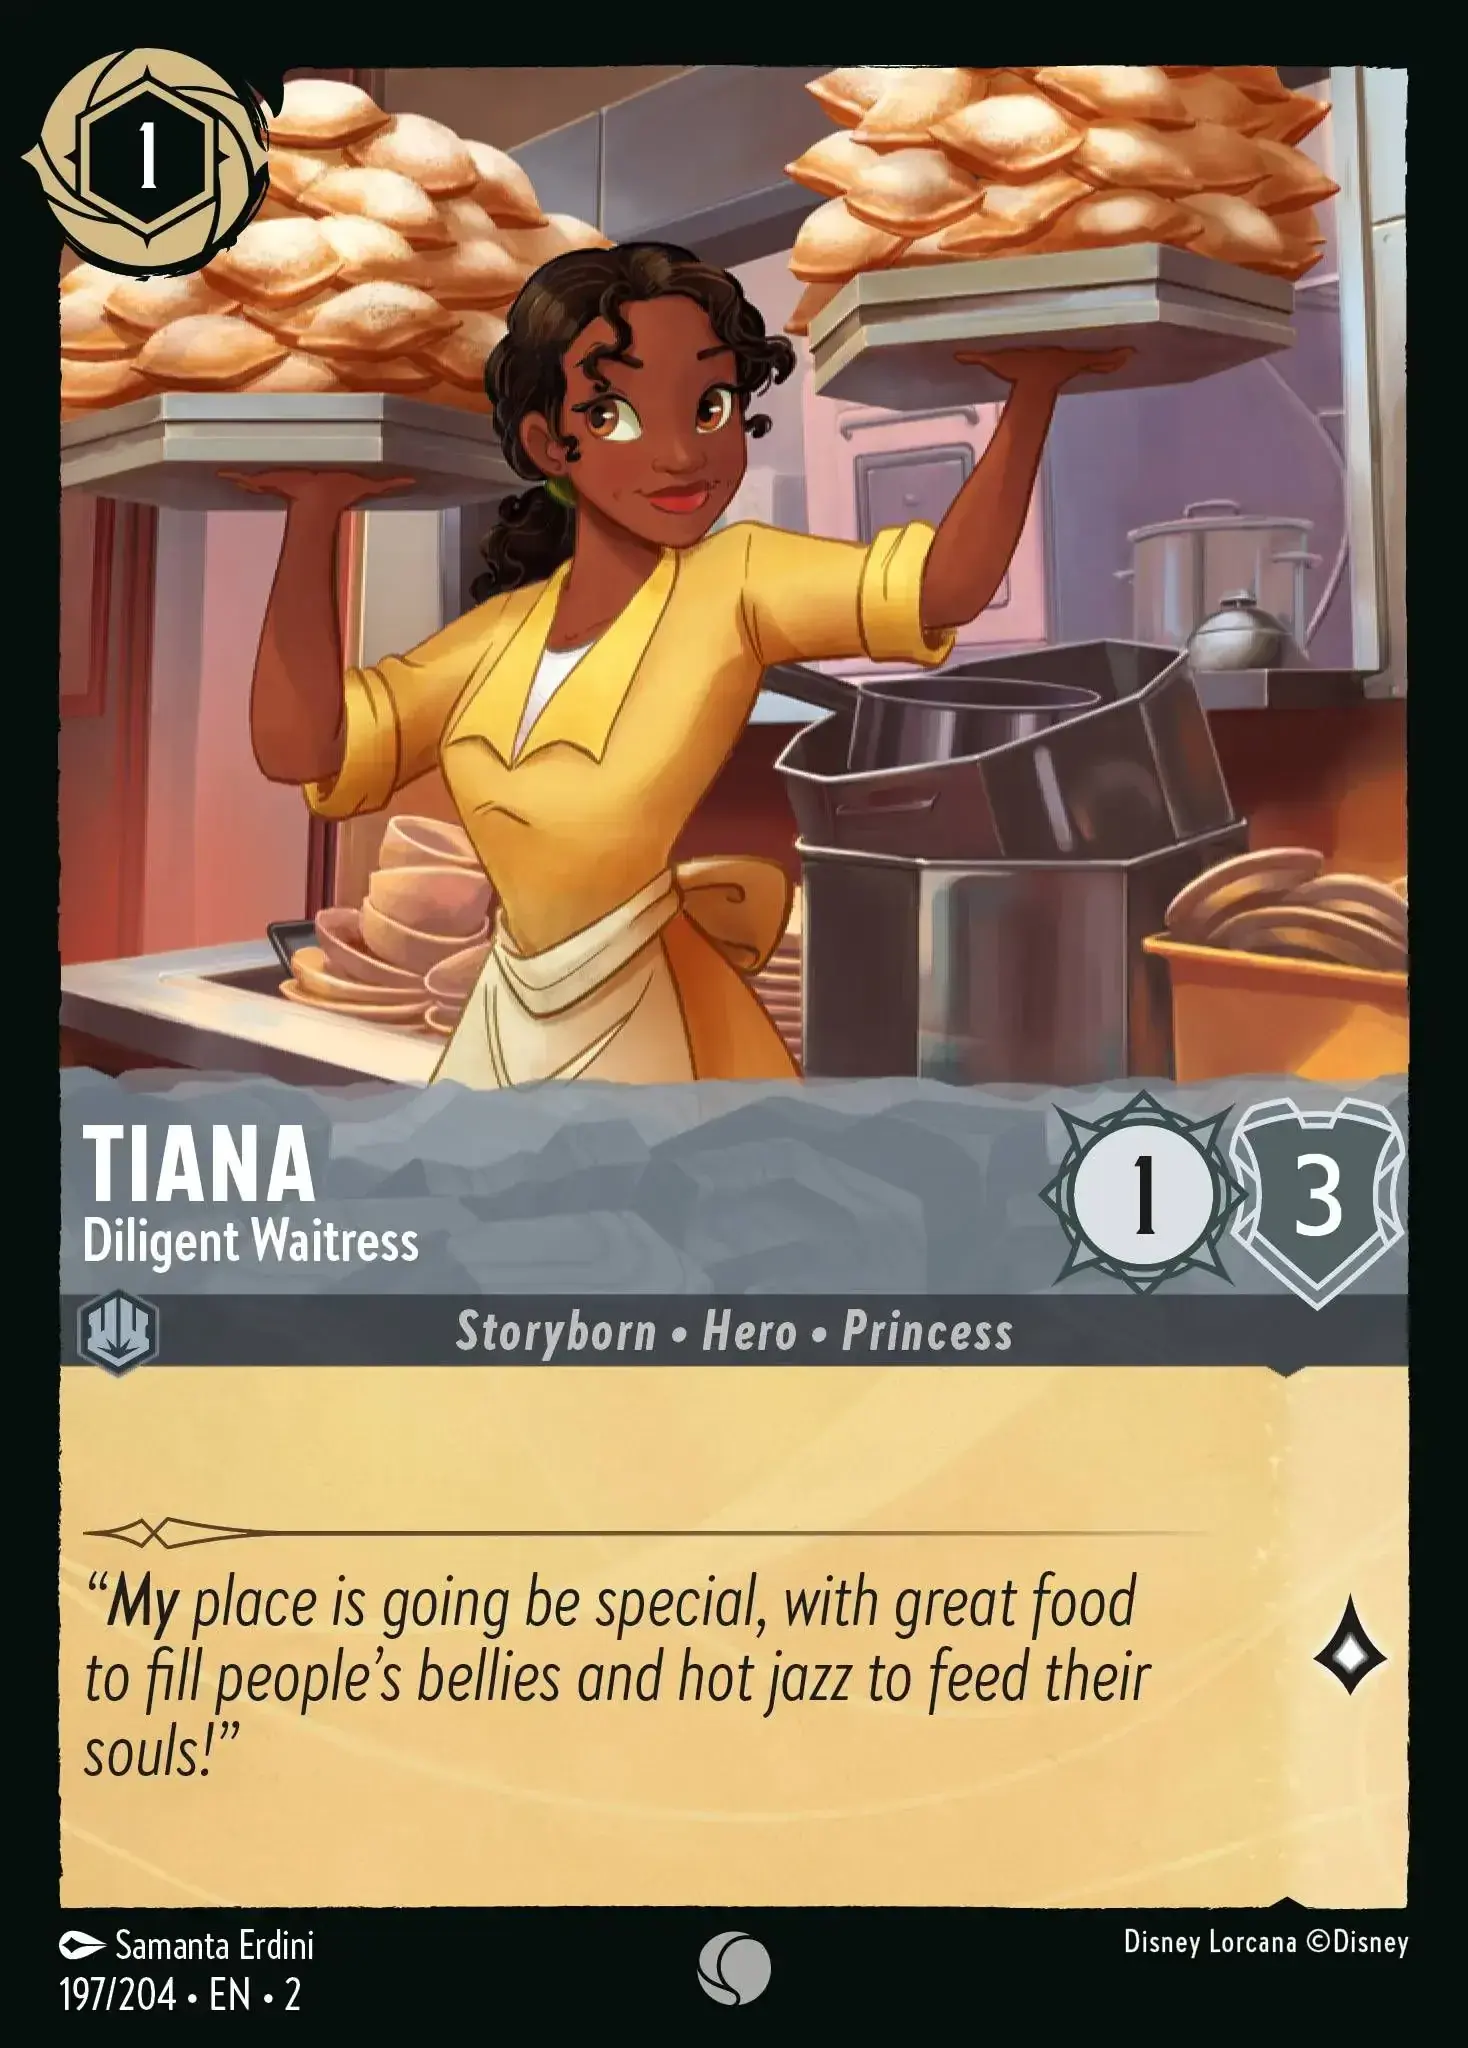 1
TIANA
Diligent Waitress
1
3
Storyborn • Hero • Princess
“My place is going be special, with great food
to fill people’s bellies and hot jazz to feed their
souls!”
Samanta Erdini
Disney Lorcana ©Disney
197/204 • EN • 2